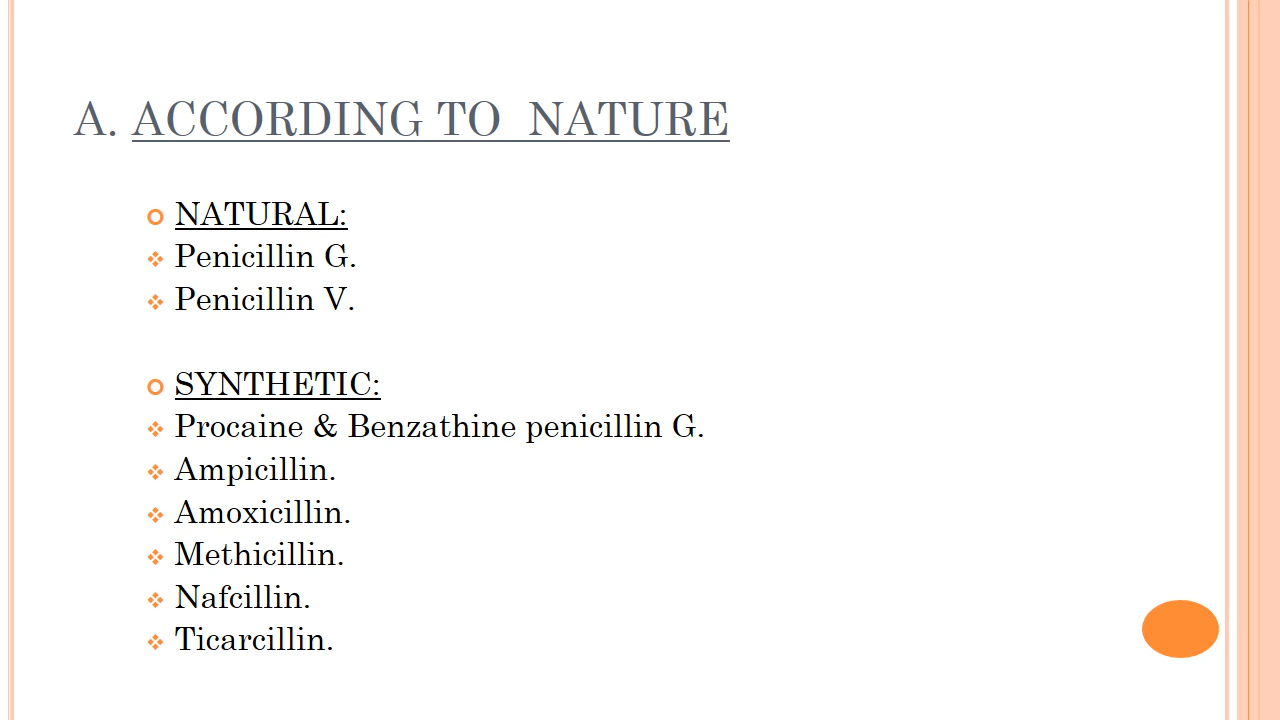 A. ACCORDING TO NATURE
NATURAL:
Penicillin G.
Penicillin V.
SYNTHETIC:
Procaine & Benzathine penicillin G.
Ampicillin.
Amoxicillin.
Methicillin.
Nafcillin.
Ticarcillin.